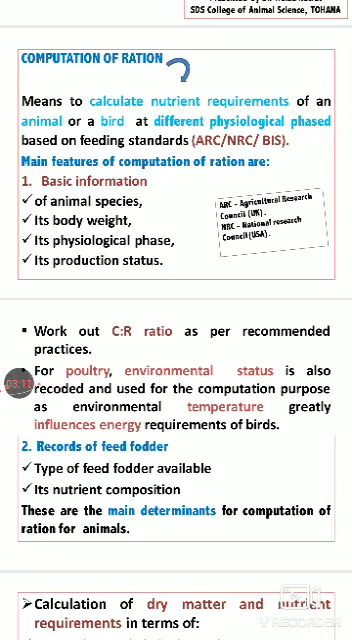 SDS College of Animal Science, TOHANA
COMPUTATION OF RATION
Means to calculate nutrient requirements of an
animal or a bird at different physiological phased
based on feeding standards (ARC/NRC/ BIS).
Main features of computation of ration are:
1. Basic information
✓ of animal species,
✓ Its body weight,
✓ Its physiological phase,
✓ Its production status.
ARC - Agricultural Research
Council (UK).
NRC - National research
Council (USA).
▪ Work out C:R ratio as per recommended
practices.
▪ For poultry, environmental status is also
recoded and used for the computation purpose
as environmental temperature greatly
influences energy requirements of birds.
2. Records of feed fodder
✓ Type of feed fodder available
✓ Its nutrient composition
These are the main determinants for computation of
ration for animals.
➢ Calculation of dry matter and nutrient
requirements in terms of:
V RECORDER